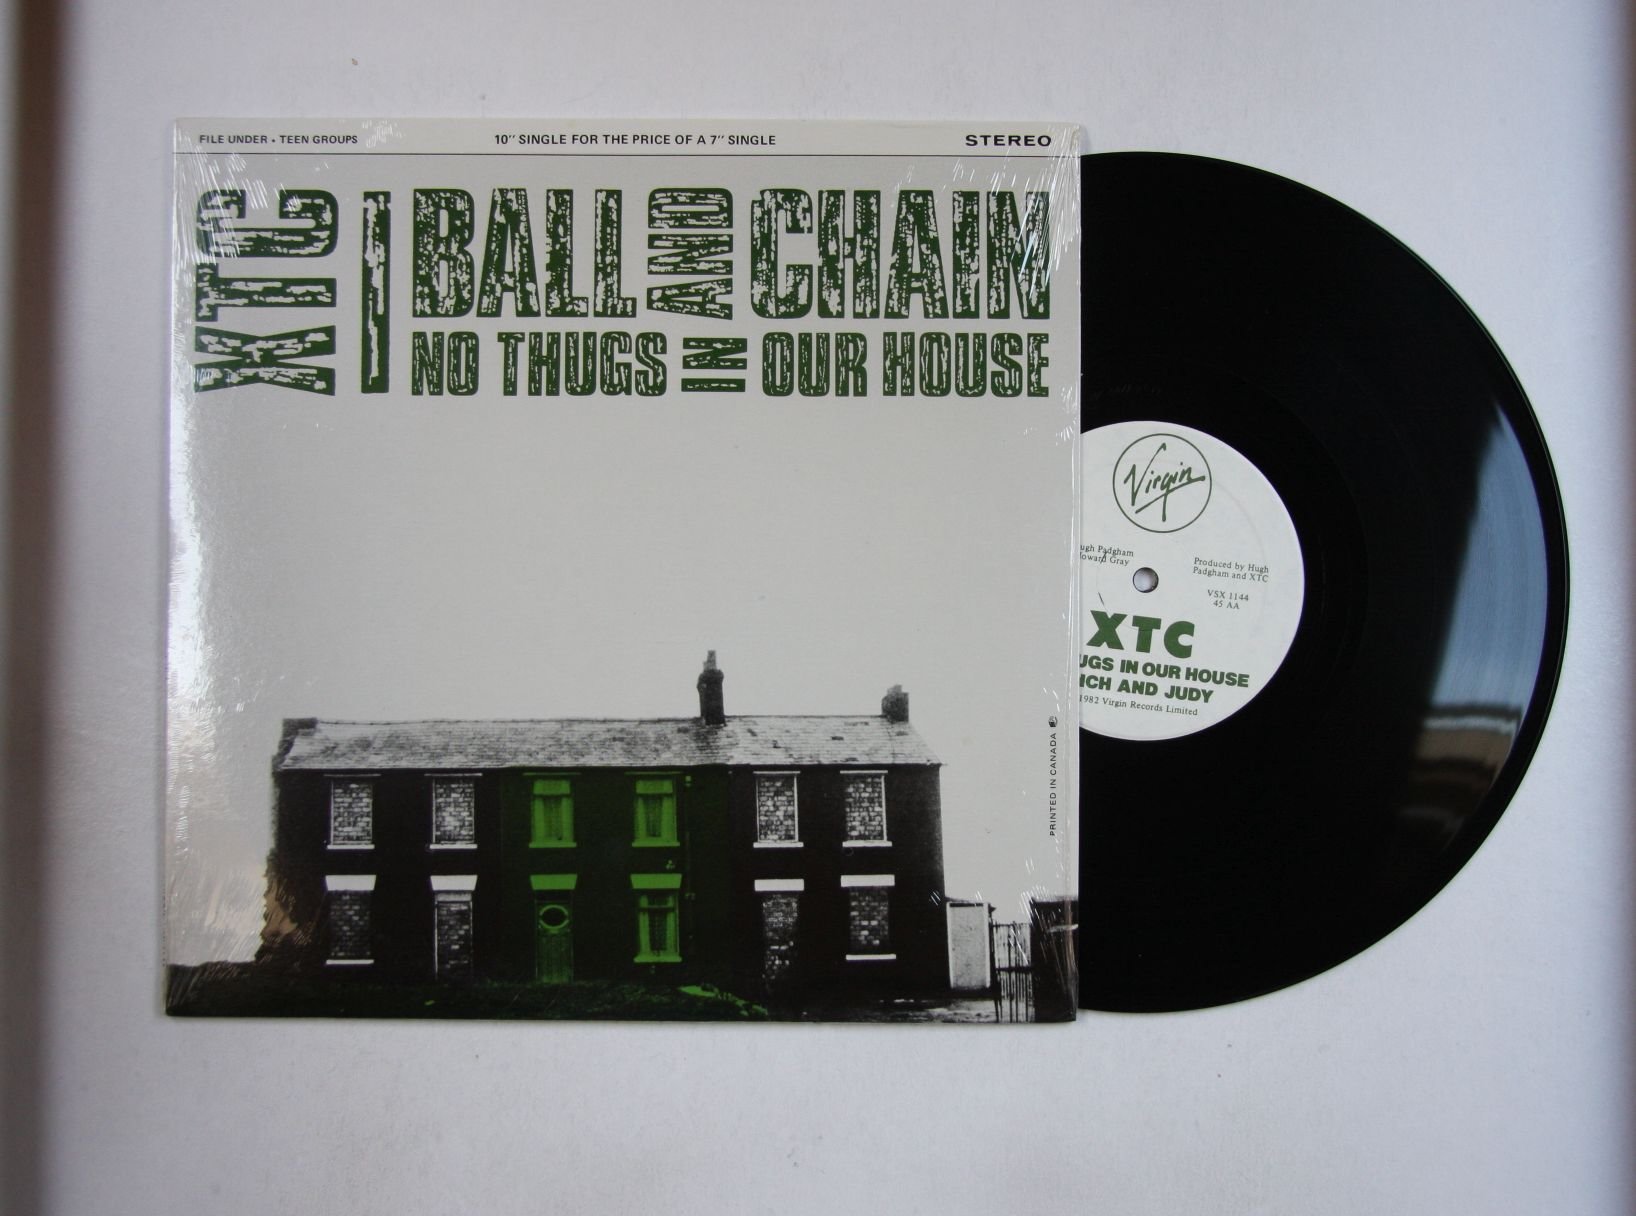 FILE UNDER • TEEN GROUPS
10" SINGLE FOR THE PRICE OF A 7" SINGLE
STEREO
XTC
BALL AND CHAIN
NO THUGS IN OUR HOUSE
PRINTED IN CANADA
Virgin
Padgham
Gray
Produced by Hugh
Padgham and XTC
VSX 1144
45 AA
XTC
IN OUR HOUSE
AND JUDY
1982 Virgin Records Limited